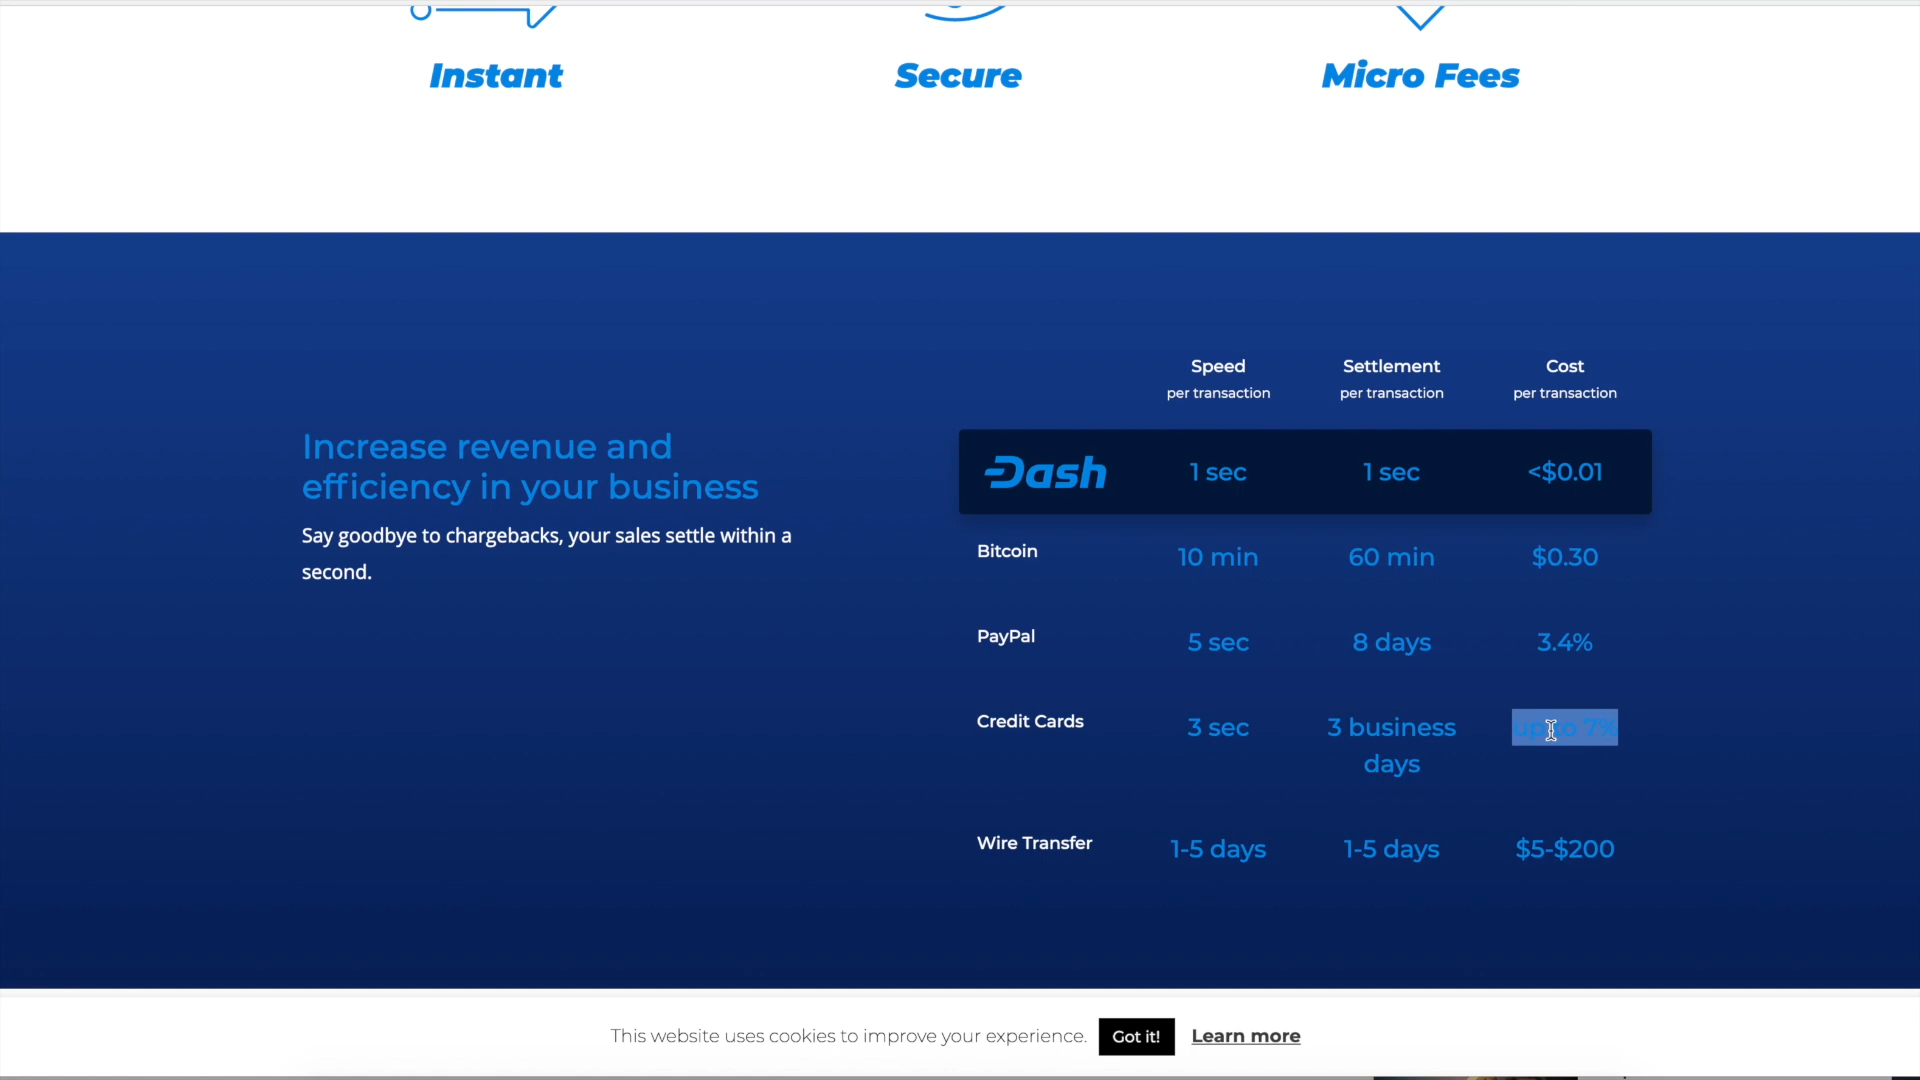 Instant
Secure
Micro Fees
Speed
per transaction
Settlement
per transaction
Cost
per transaction
Increase revenue and
efficiency in your business
Say goodbye to chargebacks, your sales settle within a
second.
Dash 1 sec 1 sec <$0.01
Bitcoin 10 min 60 min $0.30
PayPal 5 sec 8 days 3.4%
Credit Cards 3 sec 3 business
days
up to 7%
Wire Transfer 1-5 days 1-5 days $5-$200
This website uses cookies to improve your experience. Got it! Learn more